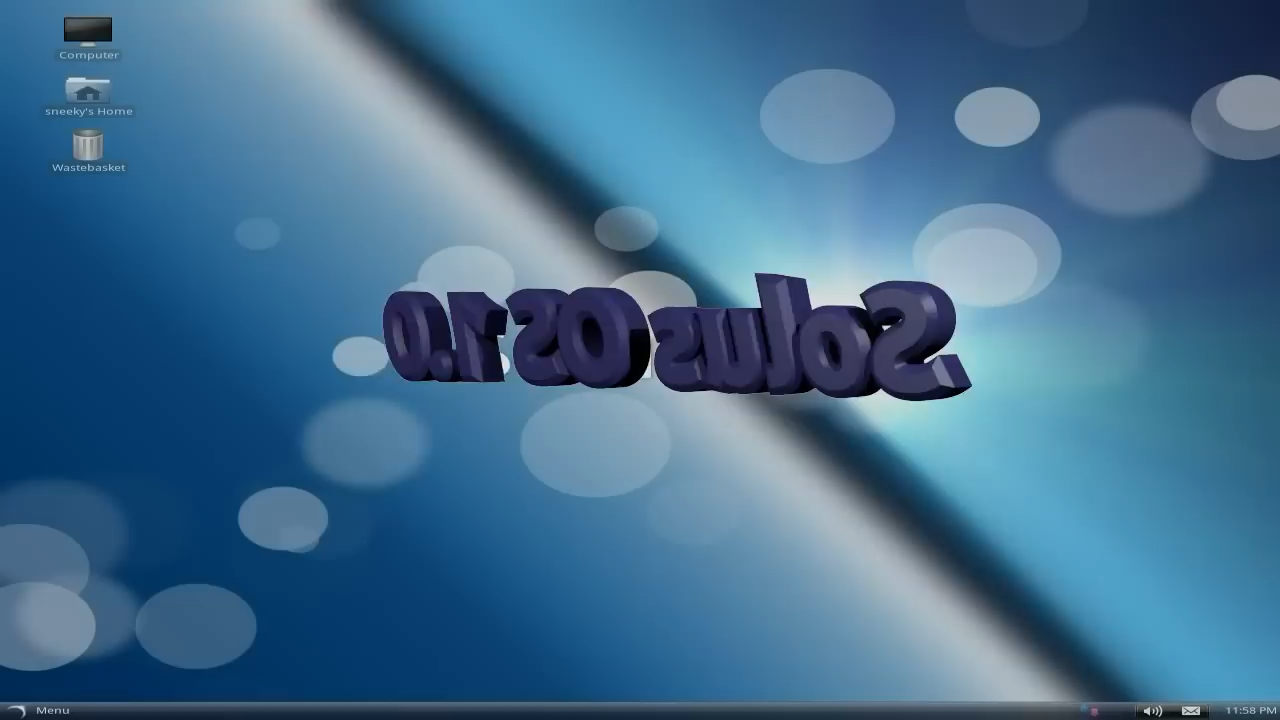 Computer
sneeky's Home
Wastebasket
Solus OS 1.0
Menu
11:58 PM